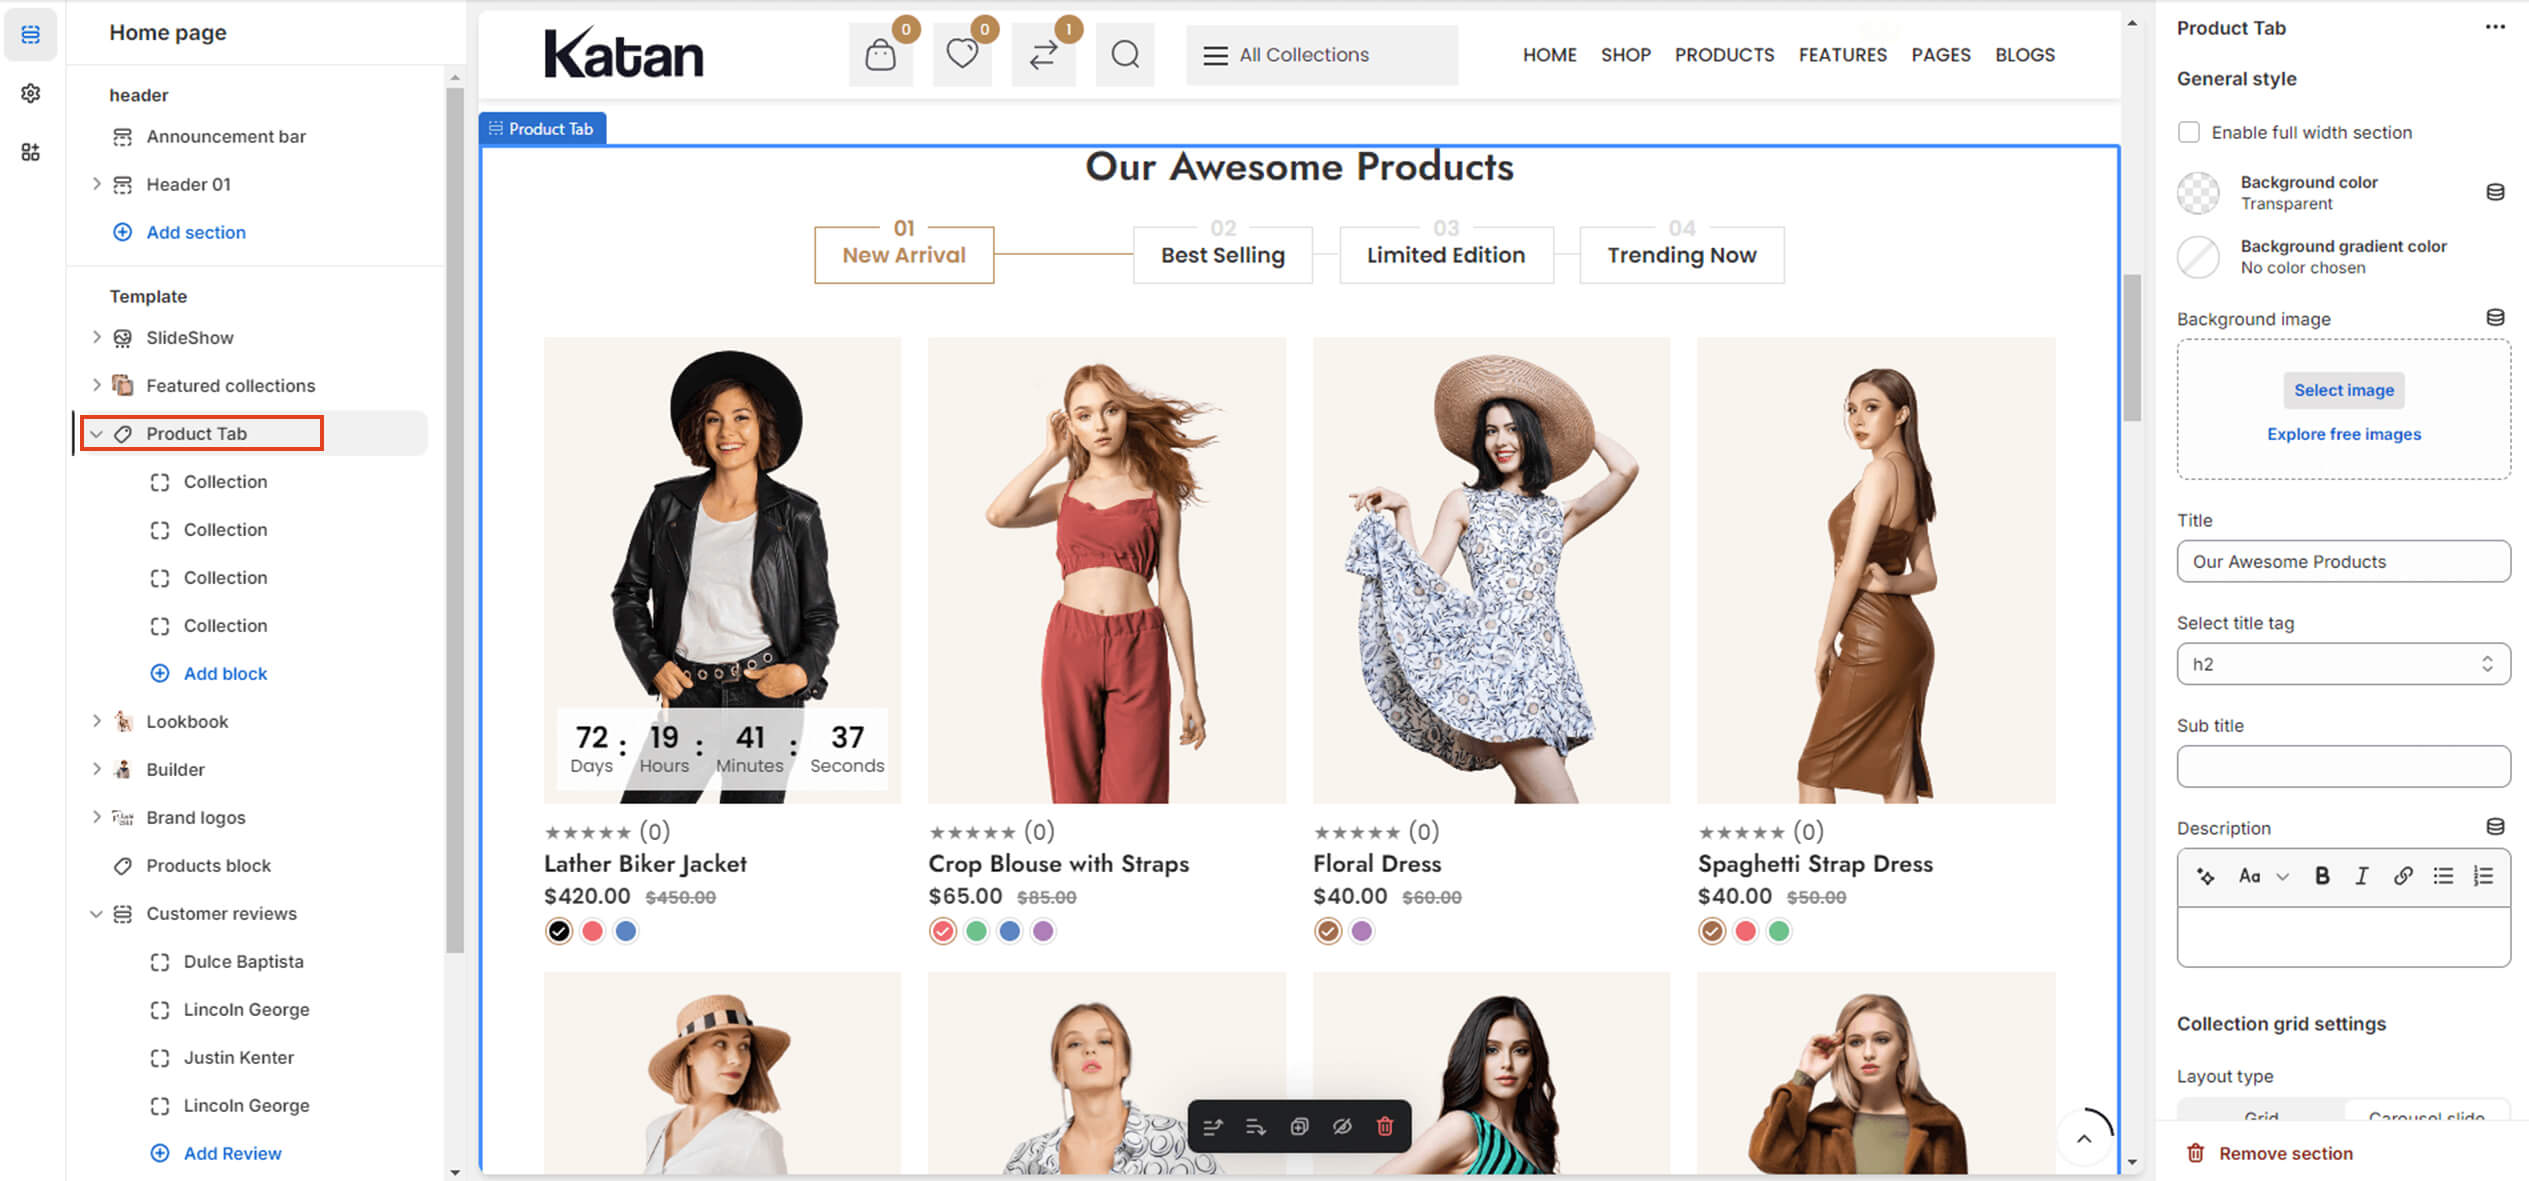 Home page
header
Announcement bar
Header 01
Add section
Template
SlideShow
Featured collections
Product Tab
Collection
Collection
Collection
Collection
Add block
Lookbook
Builder
Brand logos
Products block
Customer reviews
Dulce Baptista
Lincoln George
Justin Kenter
Lincoln George
Add Review
Katan
0
0
1
All Collections
HOME SHOP PRODUCTS FEATURES PAGES BLOGS
Product Tab
Our Awesome Products
01
New Arrival
02
Best Selling
03
Limited Edition
04
Trending Now
72 : 19 : 41 : 37
Days Hours Minutes Seconds
★★★★★ (0)
Lather Biker Jacket
$420.00 $450.00
★★★★★ (0)
Crop Blouse with Straps
$65.00 $85.00
★★★★★ (0)
Floral Dress
$40.00 $60.00
★★★★★ (0)
Spaghetti Strap Dress
$40.00 $50.00
Product Tab
General style
Enable full width section
Background color
Transparent
Background gradient color
No color chosen
Background image
Select image
Explore free images
Title
Our Awesome Products
Select title tag
h2
Sub title
Description
Aa B I
Collection grid settings
Layout type
Grid Carousel slide
Remove section